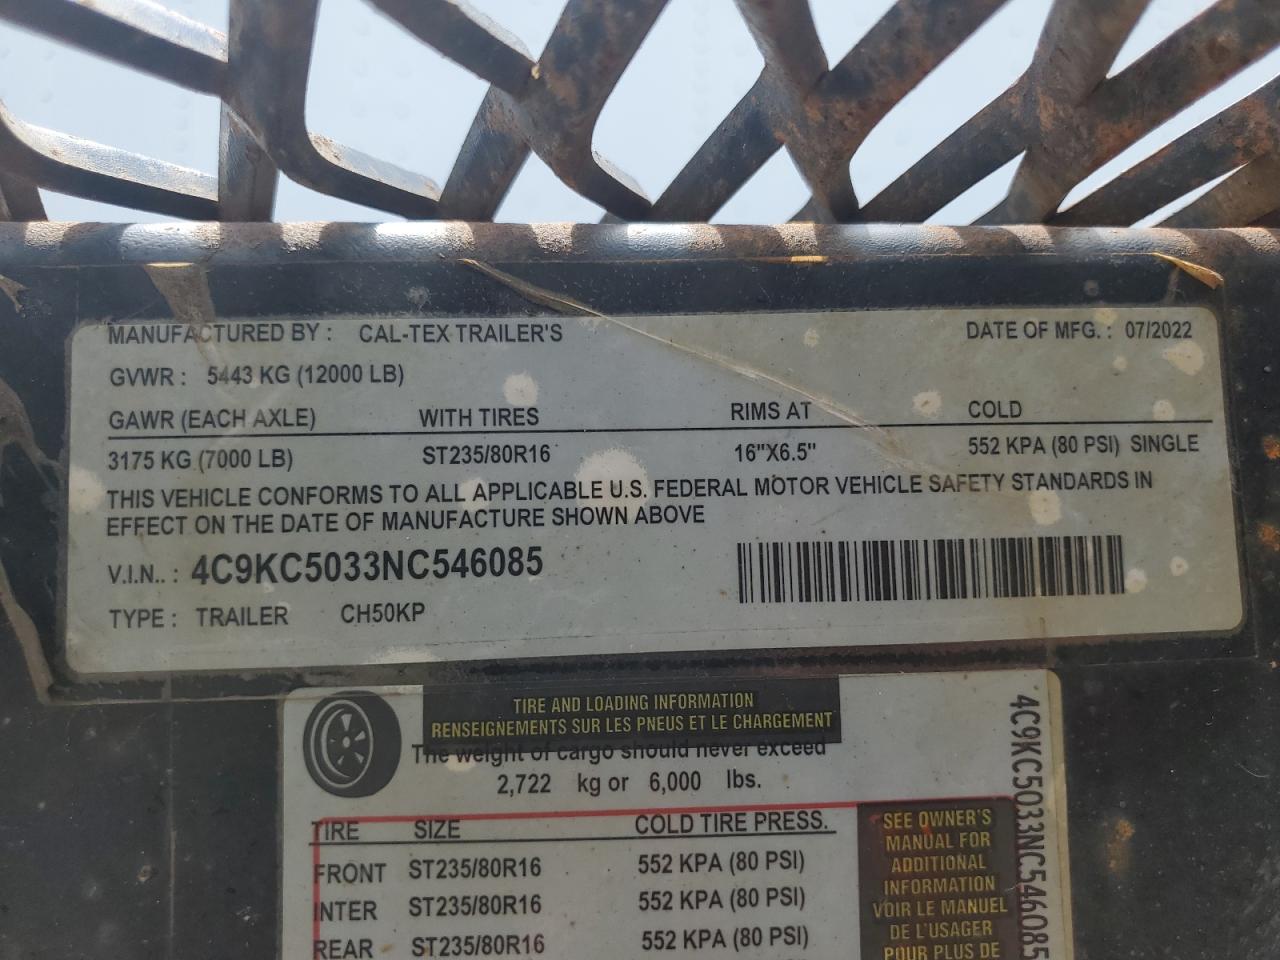 MANUFACTURED BY : CAL-TEX TRAILER'S DATE OF MFG. : 07/2022
GVWR : 5443 KG (12000 LB)
GAWR (EACH AXLE) WITH TIRES RIMS AT COLD
3175 KG (7000 LB) ST235/80R16 16"X6.5" 552 KPA (80 PSI) SINGLE
THIS VEHICLE CONFORMS TO ALL APPLICABLE U.S. FEDERAL MOTOR VEHICLE SAFETY STANDARDS IN
EFFECT ON THE DATE OF MANUFACTURE SHOWN ABOVE
V.I.N.. : 4C9KC5033NC546085
TYPE : TRAILER CH50KP
TIRE AND LOADING INFORMATION
RENSEIGNEMENTS SUR LES PNEUS ET LE CHARGEMENT
The weight of cargo should never exceed
2,722 kg or 6,000 lbs.
TIRE SIZE COLD TIRE PRESS.
FRONT ST235/80R16 552 KPA (80 PSI)
INTER ST235/80R16 552 KPA (80 PSI)
REAR ST235/80R16 552 KPA (80 PSI)
SEE OWNER'S
MANUAL FOR
ADDITIONAL
INFORMATION
VOIR LE MANUEL
DE L'USAGER
POUR PLUS DE
4C9KC5033NC546085